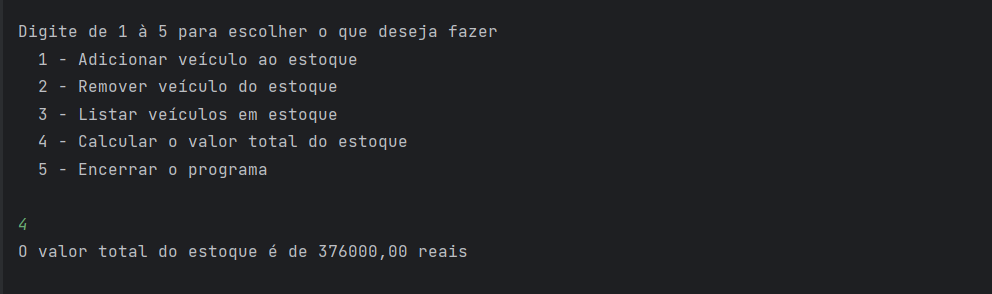 Digite de 1 à 5 para escolher o que deseja fazer
1 - Adicionar veículo ao estoque
2 - Remover veículo do estoque
3 - Listar veículos em estoque
4 - Calcular o valor total do estoque
5 - Encerrar o programa
4
O valor total do estoque é de 376000,00 reais